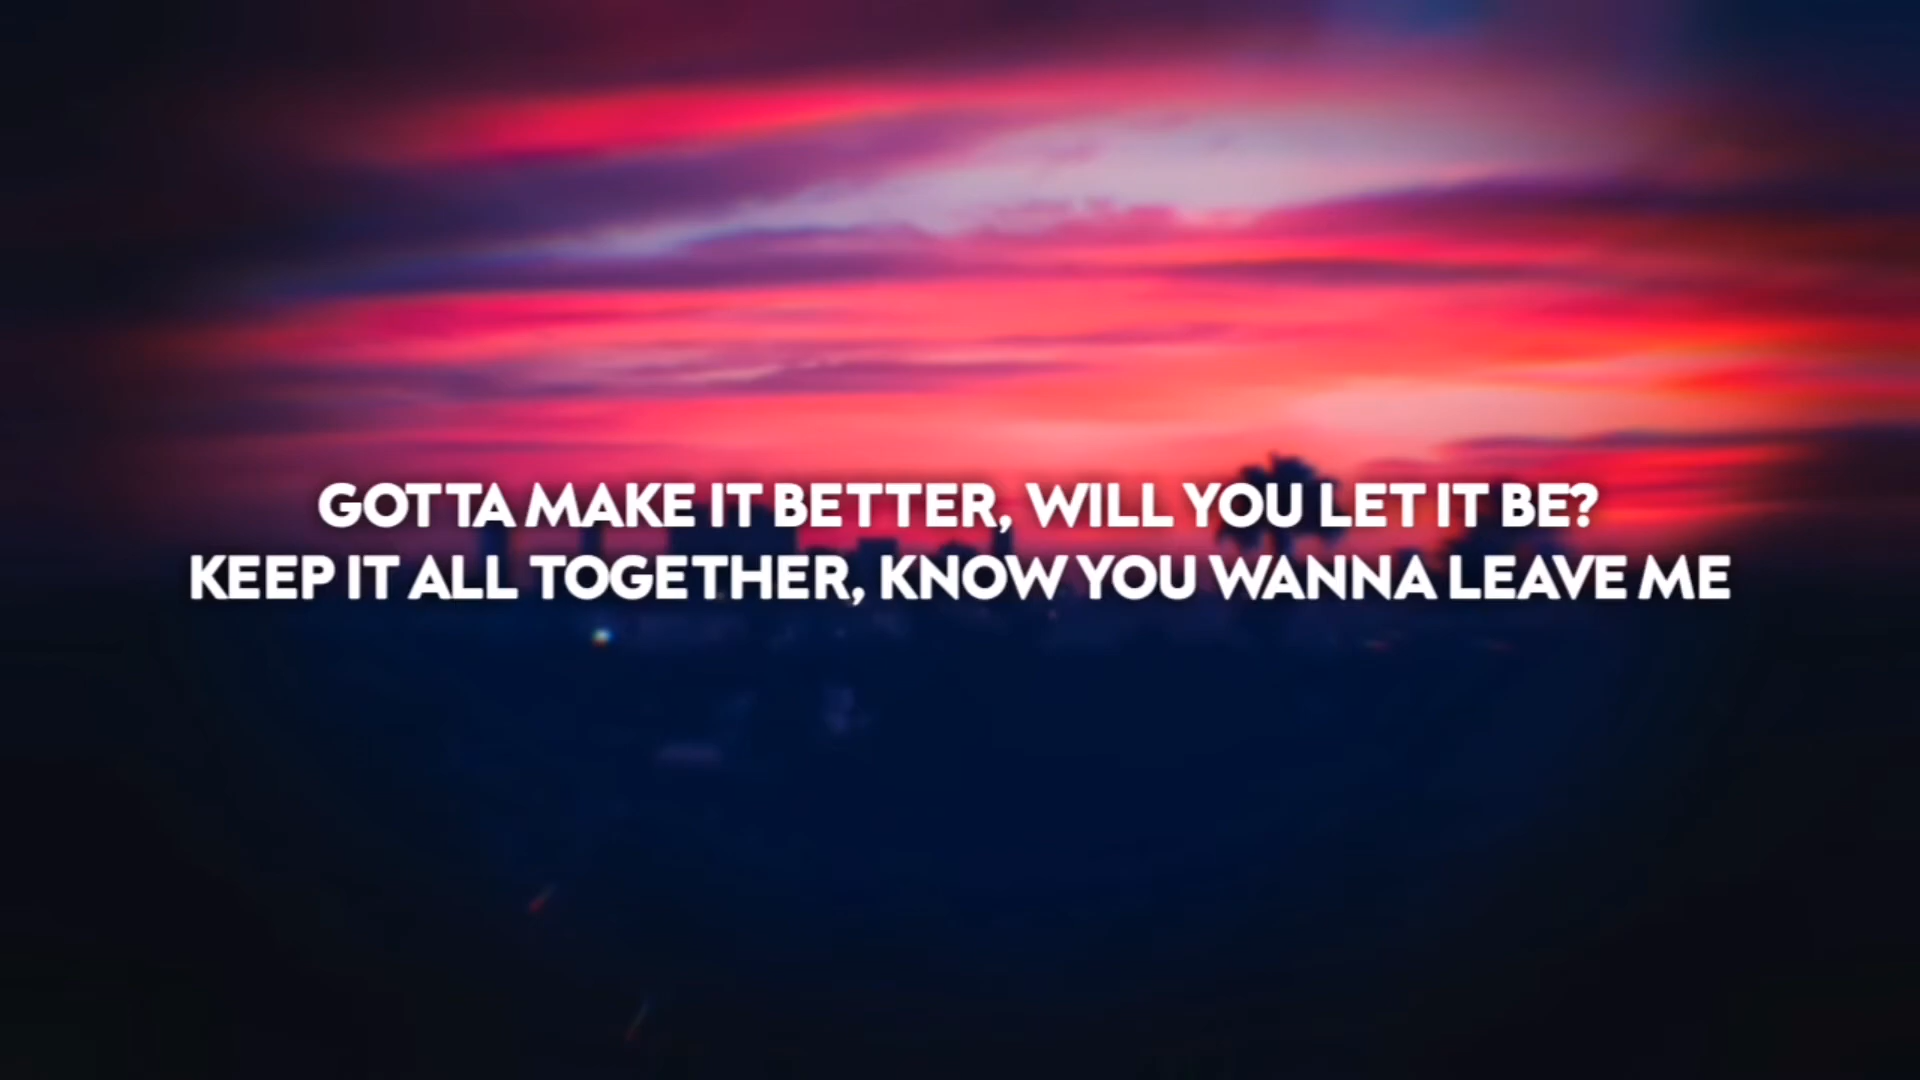 GOTTA MAKE IT BETTER, WILL YOU LET IT BE?
KEEP IT ALL TOGETHER, KNOW YOU WANNA LEAVE ME